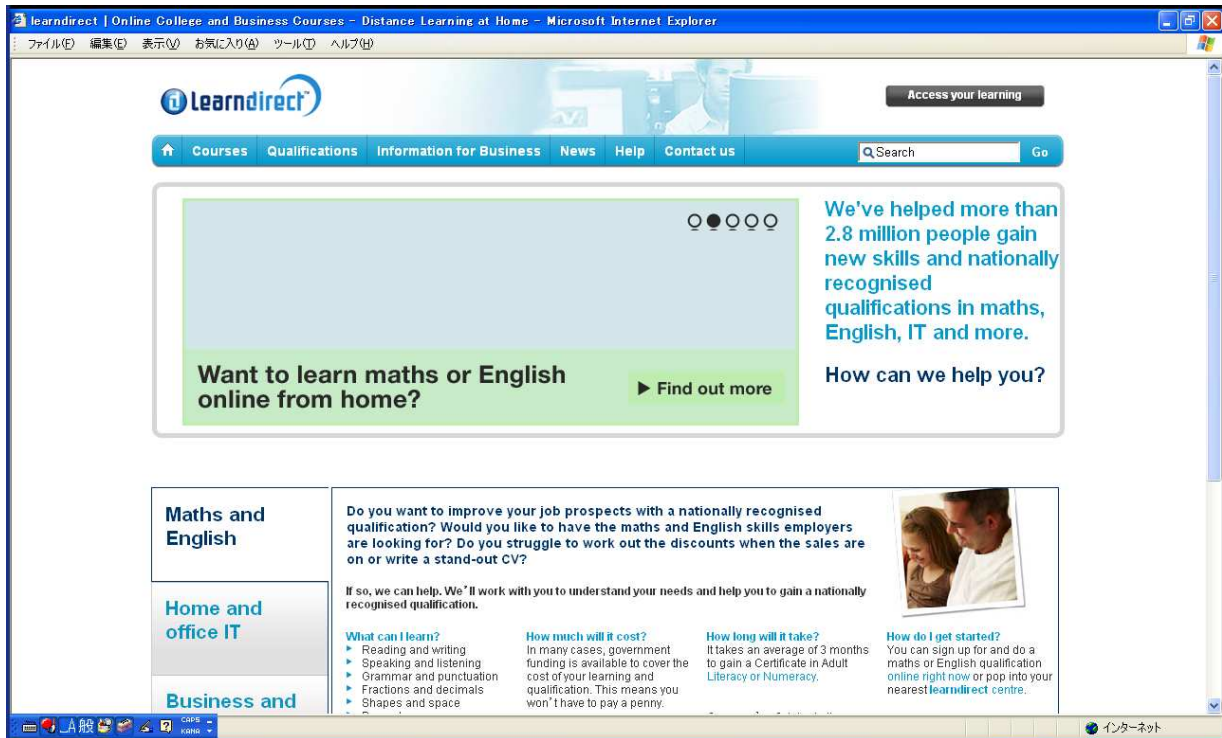 learndirect | Online College and Business Courses - Distance Learning at Home - Microsoft Internet Explorer
ファイル(F) 編集(E) 表示(V) お気に入り(A) ツール(T) ヘルプ(H)
learndirect™
Access your learning
Courses Qualifications Information for Business News Help Contact us
Search Go
We've helped more than
2.8 million people gain
new skills and nationally
recognised
qualifications in maths,
English, IT and more.
How can we help you?
Want to learn maths or English
online from home?
Find out more
Maths and
English
Home and
office IT
Business and
Do you want to improve your job prospects with a nationally recognised
qualification? Would you like to have the maths and English skills employers
are looking for? Do you struggle to work out the discounts when the sales are
on or write a stand-out CV?
If so, we can help. We'll work with you to understand your needs and help you to gain a nationally
recognised qualification.
What can I learn?
Reading and writing
Speaking and listening
Grammar and punctuation
Fractions and decimals
Shapes and space
How much will it cost?
In many cases, government
funding is available to cover the
cost of your learning and
qualification. This means you
won't have to pay a penny.
How long will it take?
It takes an average of 3 months
to gain a Certificate in Adult
Literacy or Numeracy.
How do I get started?
You can sign up for and do a
maths or English qualification
online right now or pop into your
nearest learndirect centre.
A 般 CAPS KANA
インターネット